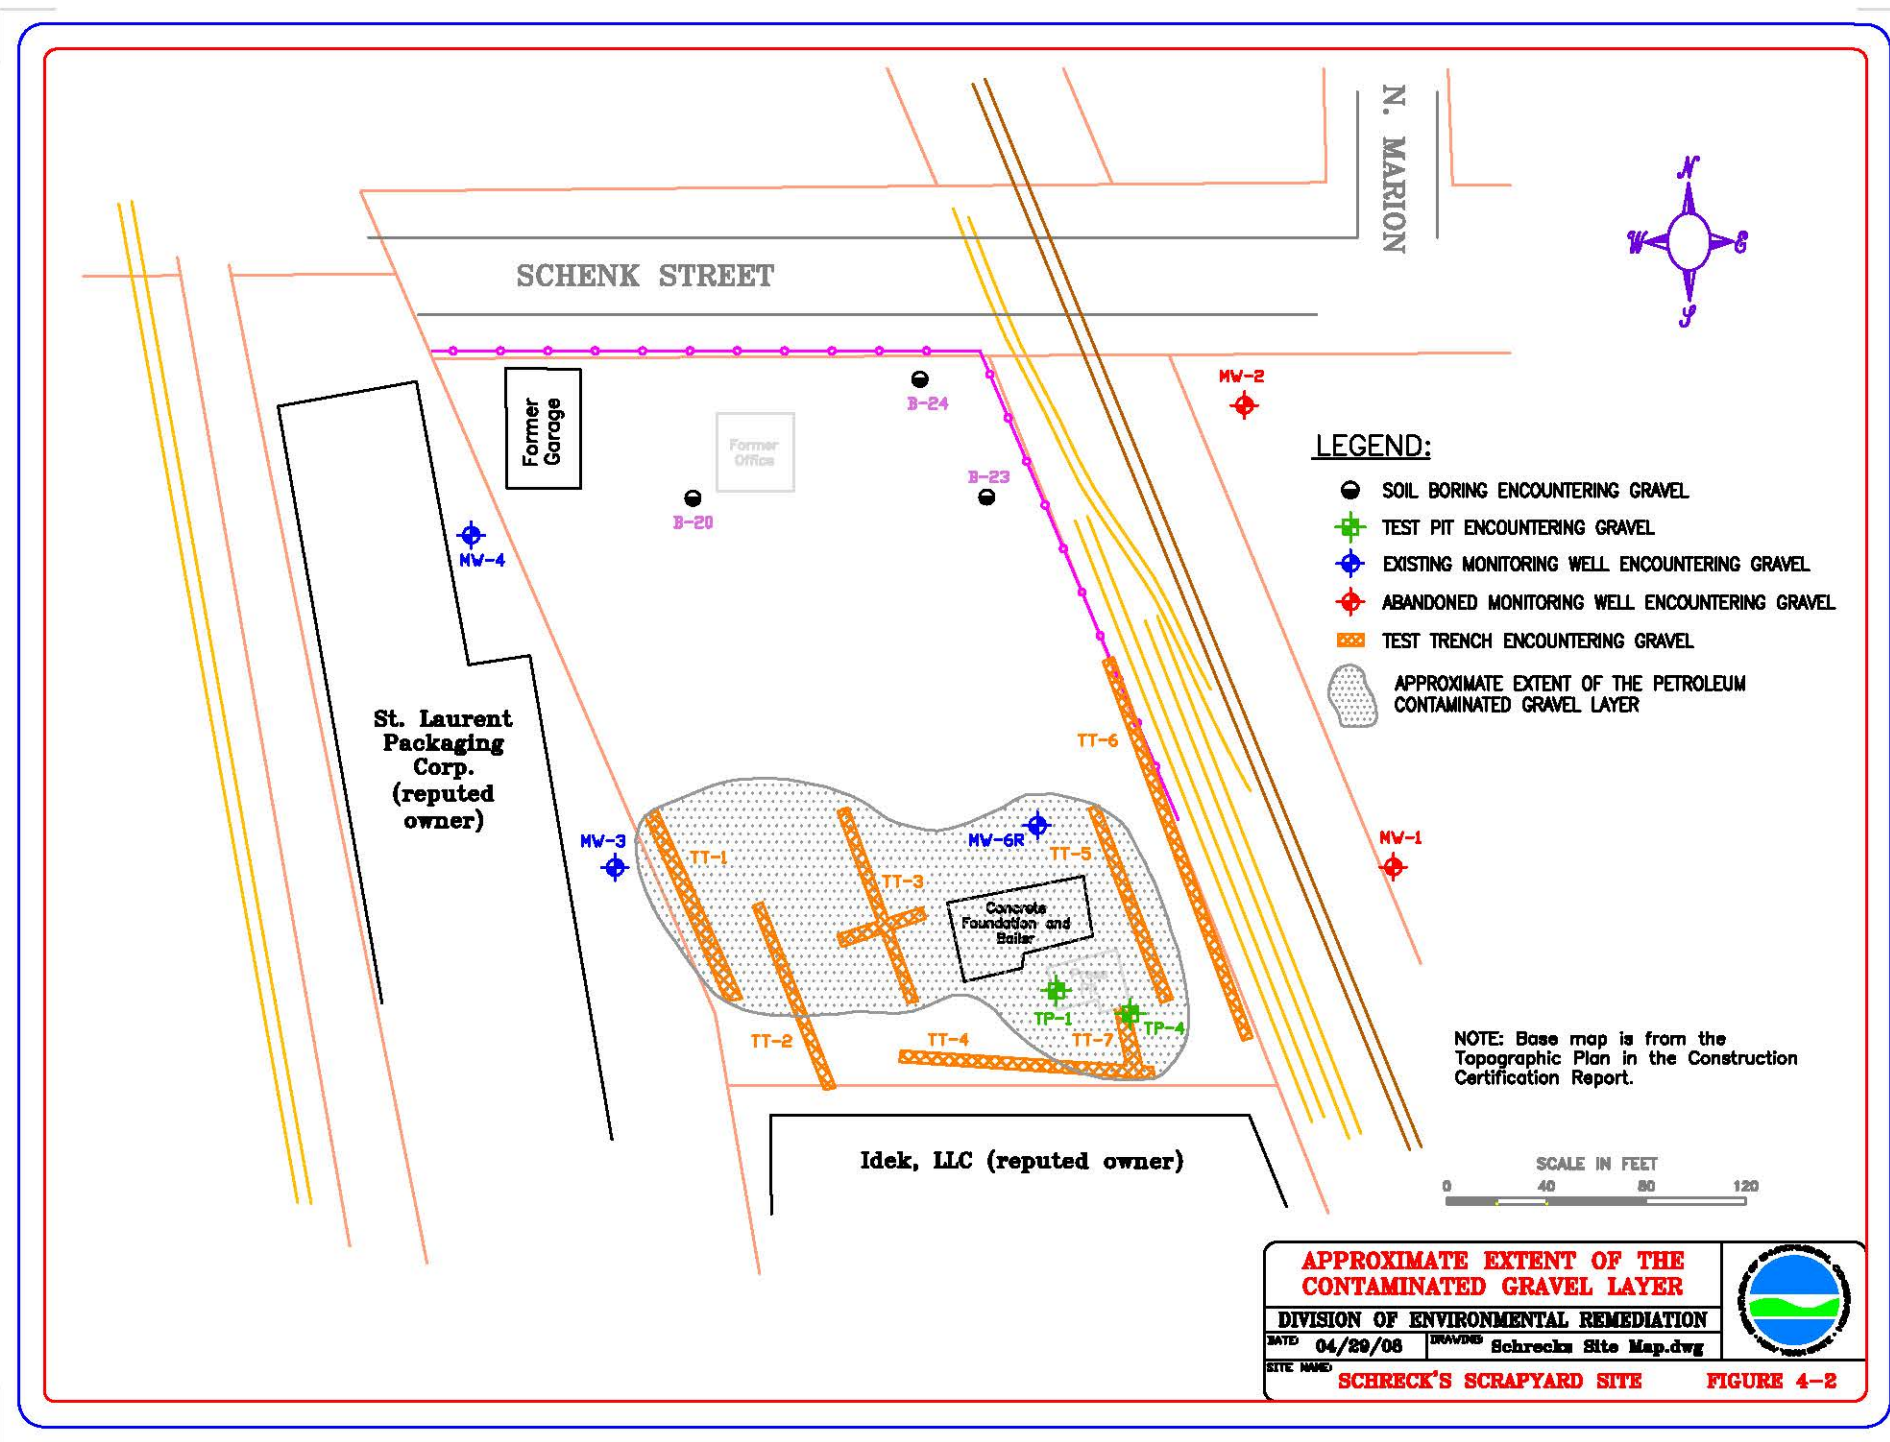 N. MARION
N
W E
S
SCHENK STREET
Former
Garage
Former
Office
B-24
B-23
B-20
MW-2
MW-4
LEGEND:
SOIL BORING ENCOUNTERING GRAVEL
TEST PIT ENCOUNTERING GRAVEL
EXISTING MONITORING WELL ENCOUNTERING GRAVEL
ABANDONED MONITORING WELL ENCOUNTERING GRAVEL
TEST TRENCH ENCOUNTERING GRAVEL
APPROXIMATE EXTENT OF THE PETROLEUM
CONTAMINATED GRAVEL LAYER
St. Laurent
Packaging
Corp.
(reputed
owner)
TT-6
MW-3
MW-6R
MW-1
TT-1
TT-5
TT-3
Concrete
Foundation and
Boiler
TP-1
TP-4
TT-2
TT-4
TT-7
NOTE: Base map is from the
Topographic Plan in the Construction
Certification Report.
Idek, LLC (reputed owner)
SCALE IN FEET
0 40 80 120
APPROXIMATE EXTENT OF THE
CONTAMINATED GRAVEL LAYER
DIVISION OF ENVIRONMENTAL REMEDIATION
DATE: 04/29/08 DRAWING: Schrecks Site Map.dwg
SITE NAME: SCHRECK'S SCRAPYARD SITE FIGURE 4-2